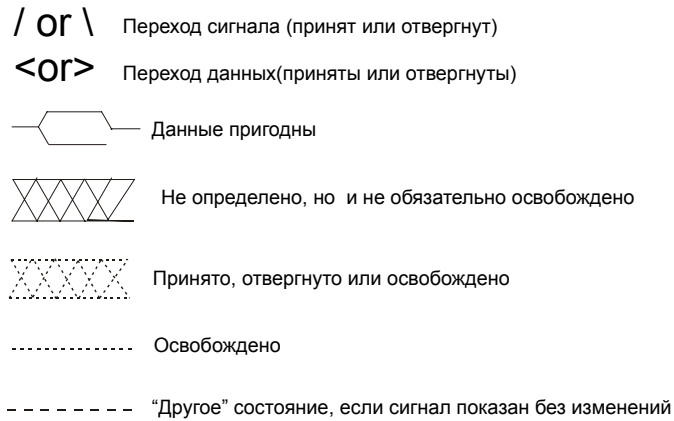 / or \ Переход сигнала (принят или отвергнут)
<or> Переход данных(приняты или отвергнуты)
Данные пригодны
Не определено, но и не обязательно освобождено
Принято, отвергнуто или освобождено
Освобождено
“Другое” состояние, если сигнал показан без изменений